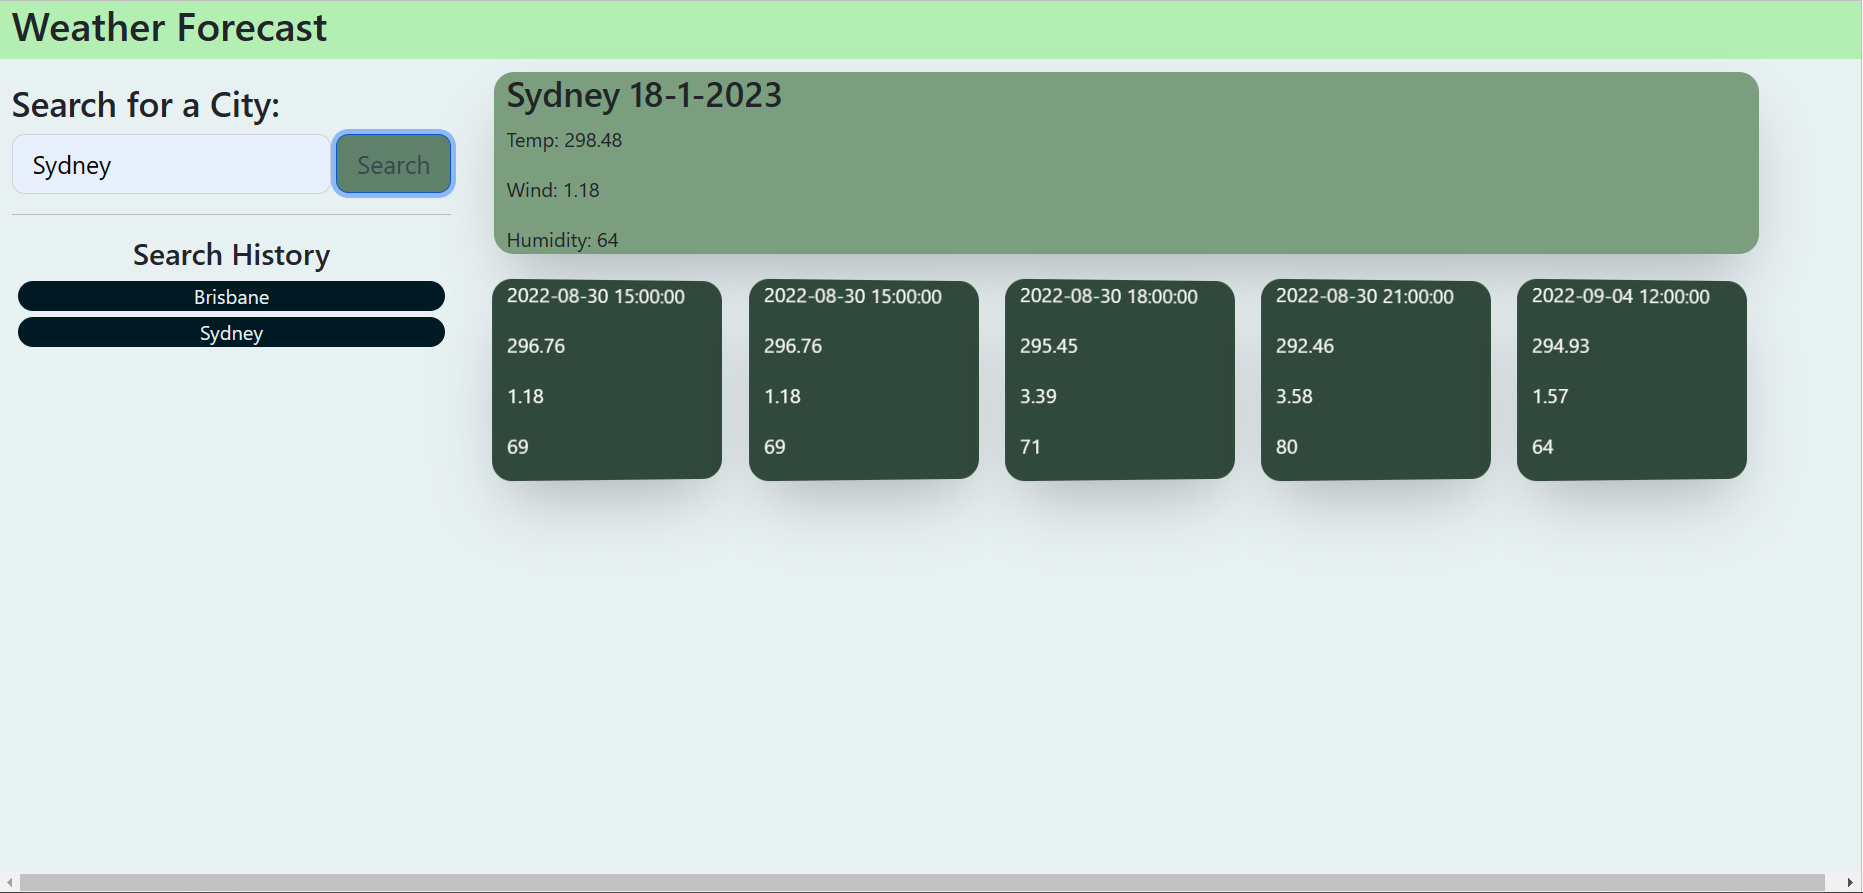 Weather Forecast
Search for a City:
Sydney
Search
Search History
Brisbane
Sydney
Sydney 18-1-2023
Temp: 298.48
Wind: 1.18
Humidity: 64
2022-08-30 15:00:00
296.76
1.18
69
2022-08-30 15:00:00
296.76
1.18
69
2022-08-30 18:00:00
295.45
3.39
71
2022-08-30 21:00:00
292.46
3.58
80
2022-09-04 12:00:00
294.93
1.57
64